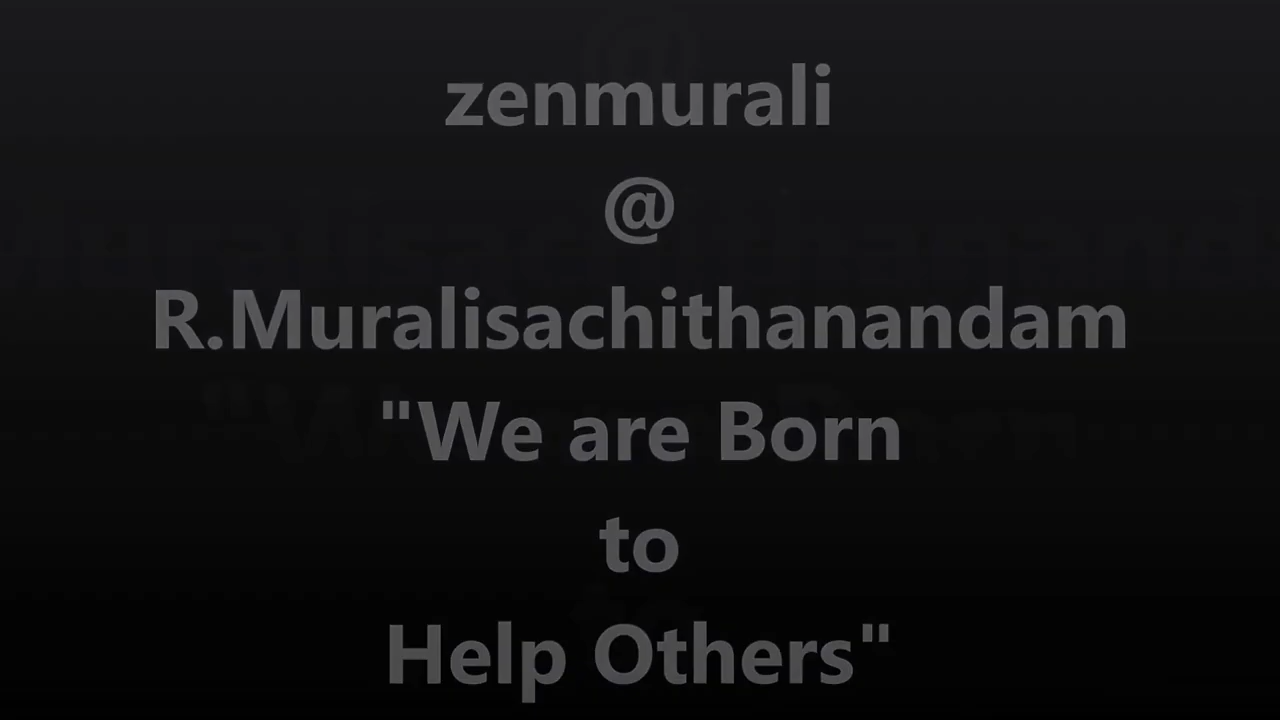 zenmurali
@
R.Muralisachithanandam
"We are Born
to
Help Others"